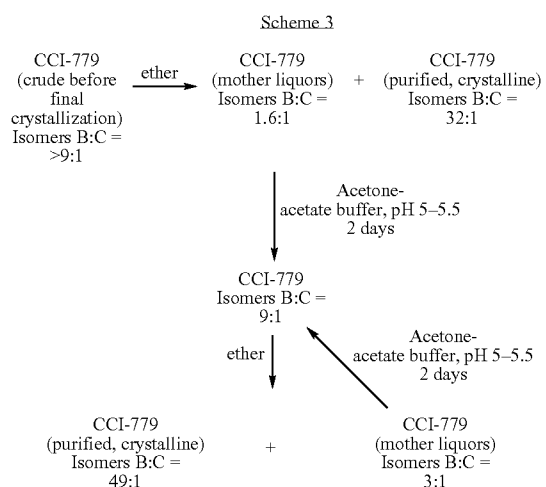 Scheme 3
CCI-779
(crude before
final
crystallization)
Isomers B:C =
>9:1
ether
CCI-779
(mother liquors)
Isomers B:C =
1.6:1
+
CCI-779
(purified, crystalline)
Isomers B:C =
32:1
Acetone-
acetate buffer, pH 5–5.5
2 days
CCI-779
Isomers B:C =
9:1
ether
Acetone-
acetate buffer, pH 5–5.5
2 days
CCI-779
(purified, crystalline)
Isomers B:C =
49:1
+
CCI-779
(mother liquors)
Isomers B:C =
3:1